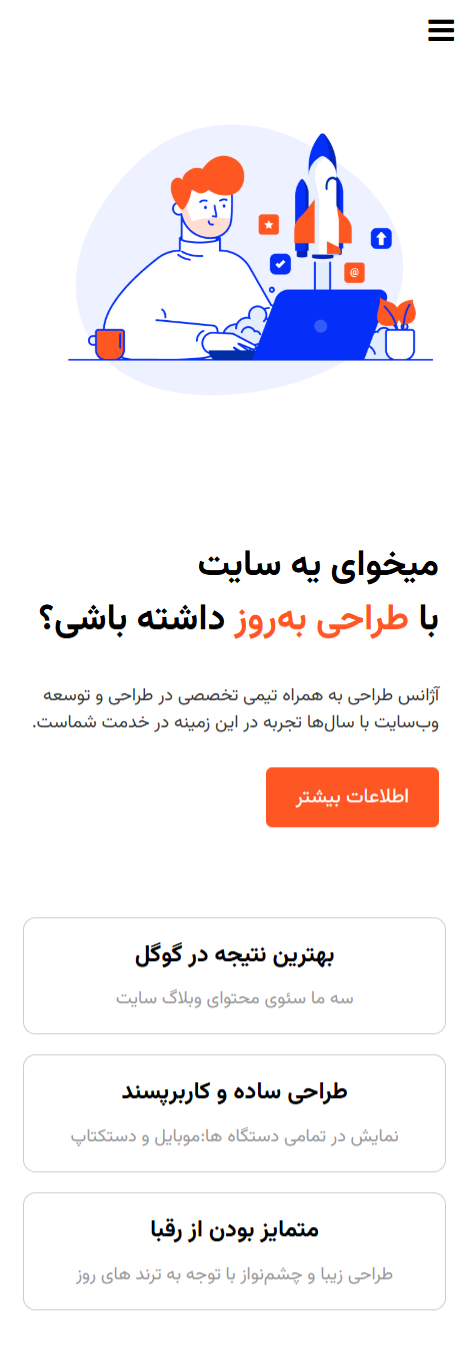 @
میخوای یه سایت
با طراحی به‌روز داشته باشی؟
آژانس طراحی به همراه تیمی تخصصی در طراحی و توسعه
وب‌سایت با سال‌ها تجربه در این زمینه در خدمت شماست.
اطلاعات بیشتر
بهترین نتیجه در گوگل
سه ما سئوی محتوای وبلاگ سایت
طراحی ساده و کاربرپسند
نمایش در تمامی دستگاه ها:موبایل و دستکتاپ
متمایز بودن از رقبا
طراحی زیبا و چشم‌نواز با توجه به ترند های روز